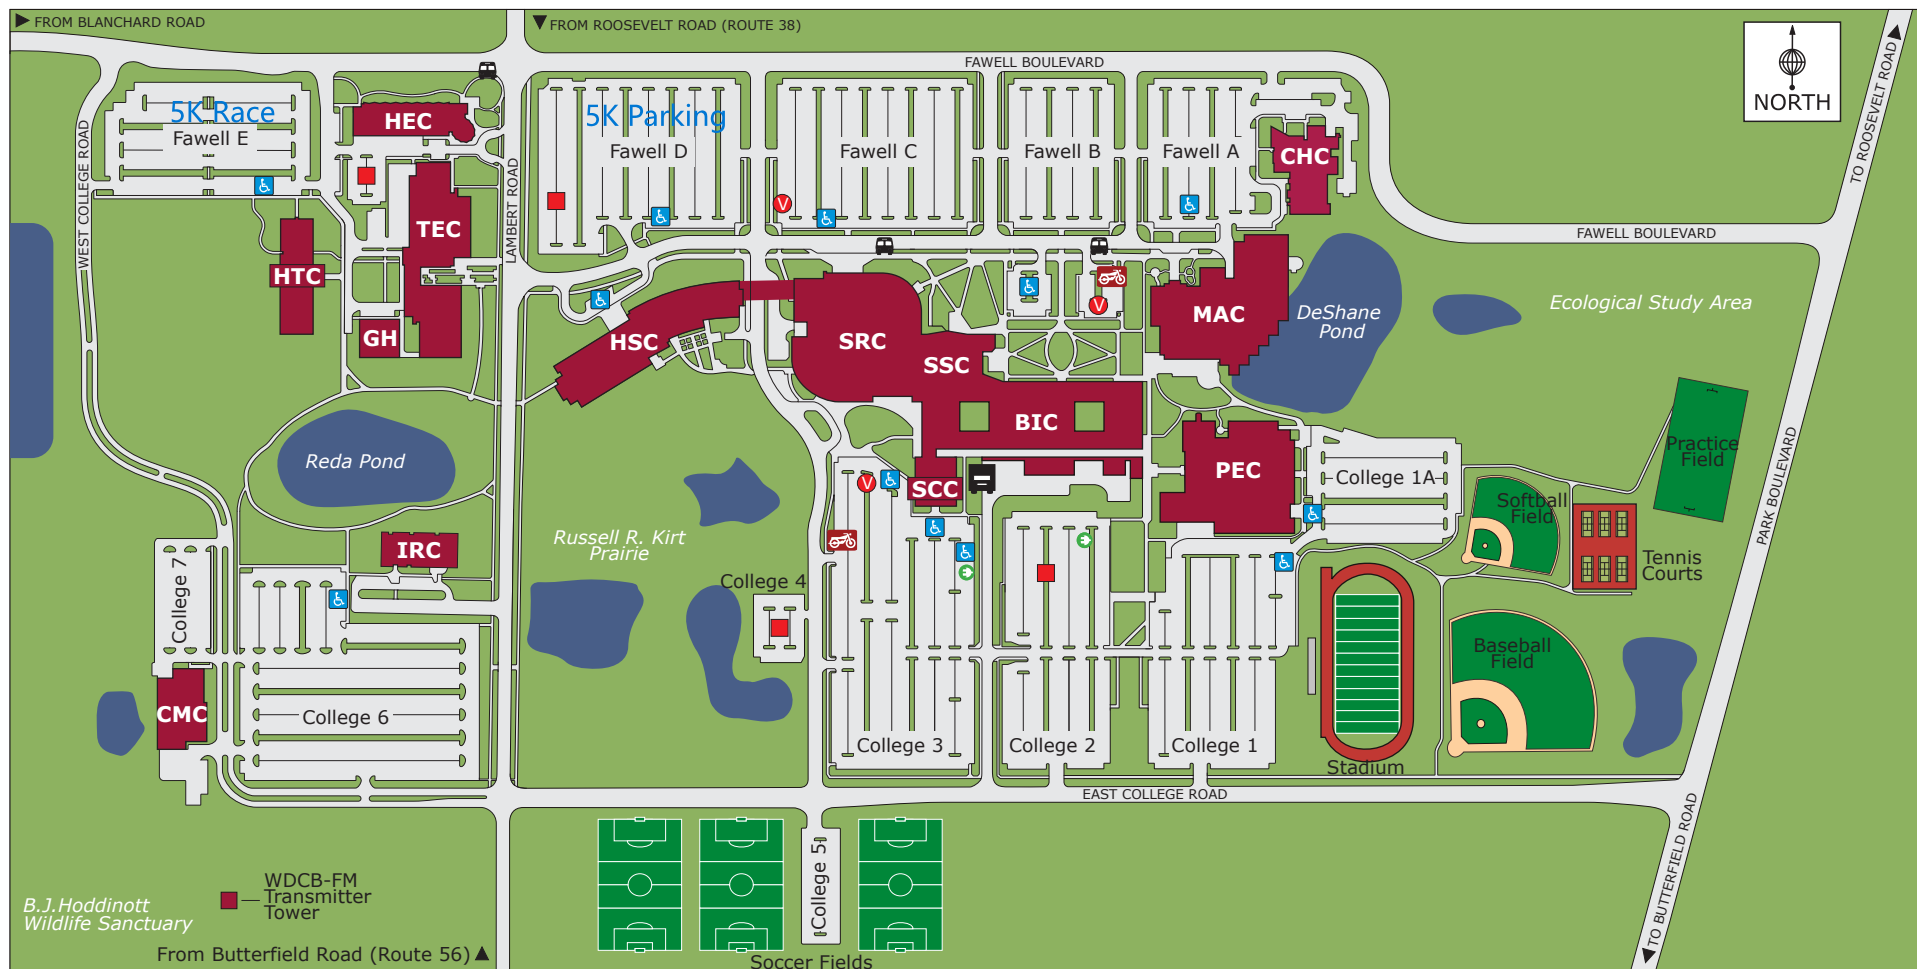 FROM BLANCHARD ROAD
FROM ROOSEVELT ROAD (ROUTE 38)
FAWELL BOULEVARD
NORTH
TO ROOSEVELT ROAD
5K Race
Fawell E
HEC
5K Parking
Fawell D
Fawell C
Fawell B
Fawell A
CHC
WEST COLLEGE ROAD
LAMBERT ROAD
TEC
V
FAWELL BOULEVARD
HTC
GH
HSC
SRC
SSC
BIC
V
MAC
DeShane
Pond
Ecological Study Area
Reda Pond
SCC
V
PEC
College 1A
Practice
Field
Softball
Field
PARK BOULEVARD
IRC
Russell R. Kirt
Prairie
College 4
Tennis
Courts
College 7
Baseball
Field
CMC
College 6
College 3
College 2
College 1
Stadium
EAST COLLEGE ROAD
College 5
TO BUTTERFIELD ROAD
WDCB-FM
Transmitter
Tower
B.J.Hoddinott
Wildlife Sanctuary
From Butterfield Road (Route 56)
Soccer Fields